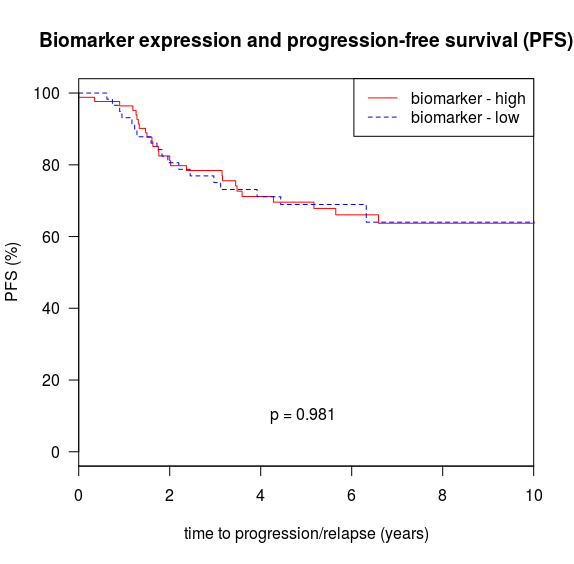 Biomarker expression and progression-free survival (PFS)
biomarker - high
biomarker - low
100
80
60
40
20
0
PFS (%)
p = 0.981
0 2 4 6 8 10
time to progression/relapse (years)